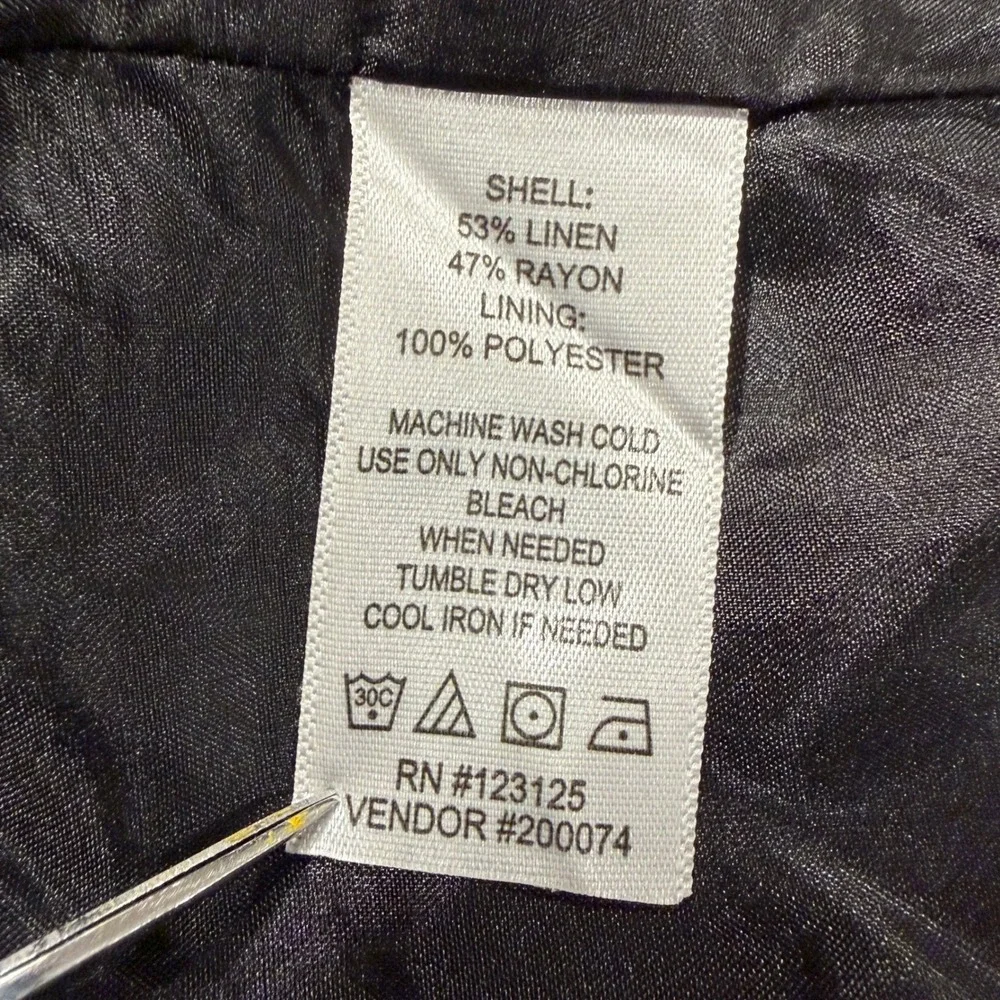 SHELL:
53% LINEN
47% RAYON
LINING:
100% POLYESTER
MACHINE WASH COLD
USE ONLY NON-CHLORINE
BLEACH
WHEN NEEDED
TUMBLE DRY LOW
COOL IRON IF NEEDED
30C
RN #123125
VENDOR #200074